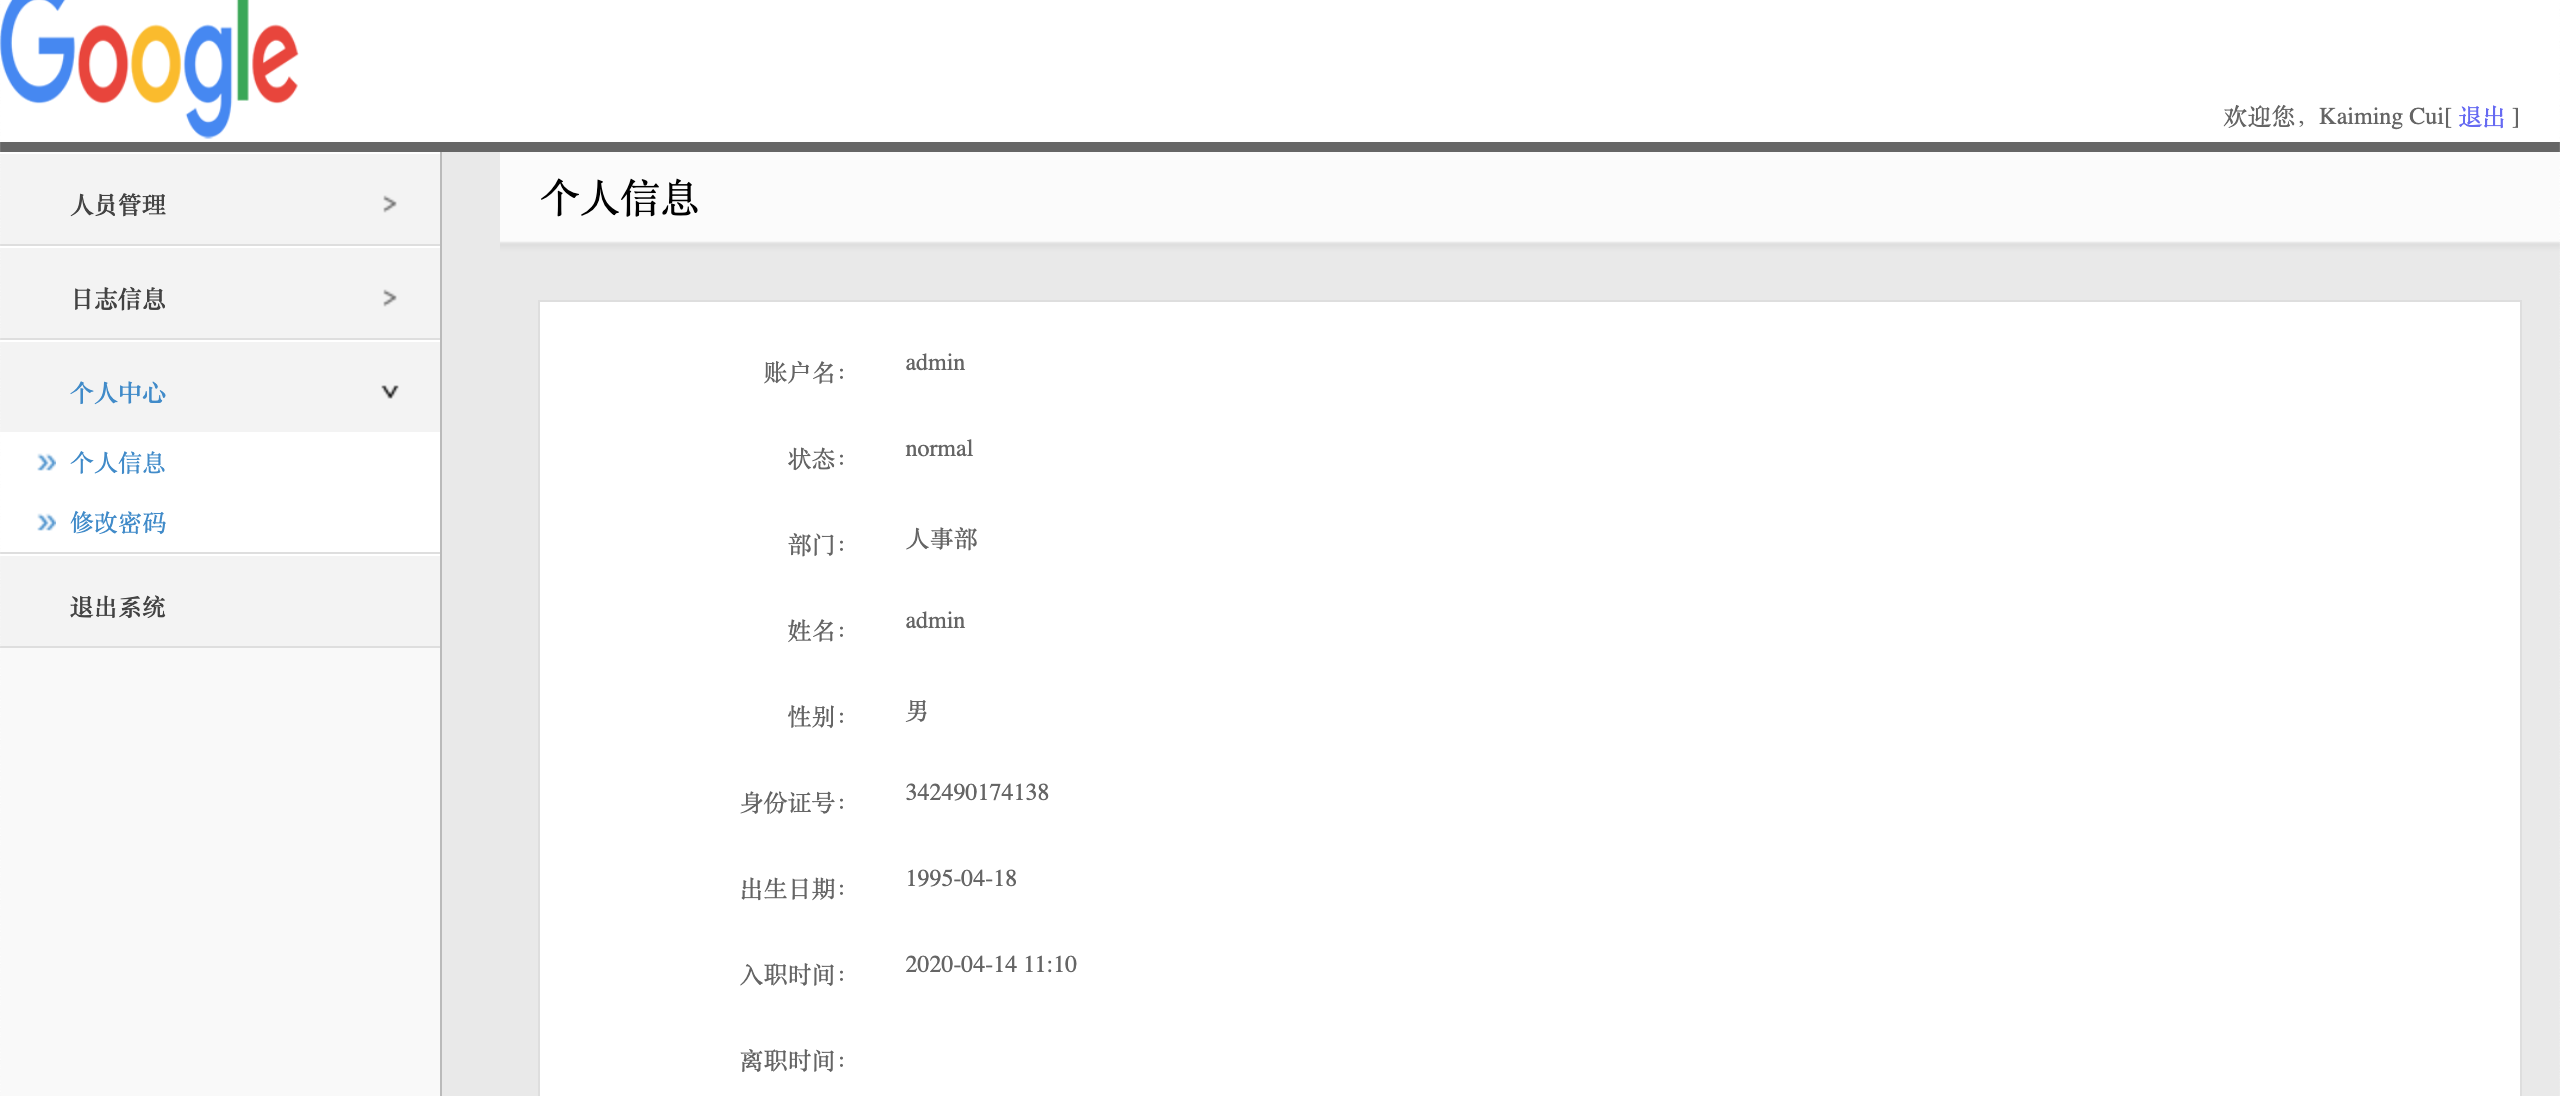 Google
欢迎您，Kaiming Cui[ 退出 ]
人员管理
日志信息
个人中心
» 个人信息
» 修改密码
退出系统
个人信息
账户名： admin
状态： normal
部门： 人事部
姓名： admin
性别： 男
身份证号： 342490174138
出生日期： 1995-04-18
入职时间： 2020-04-14 11:10
离职时间：